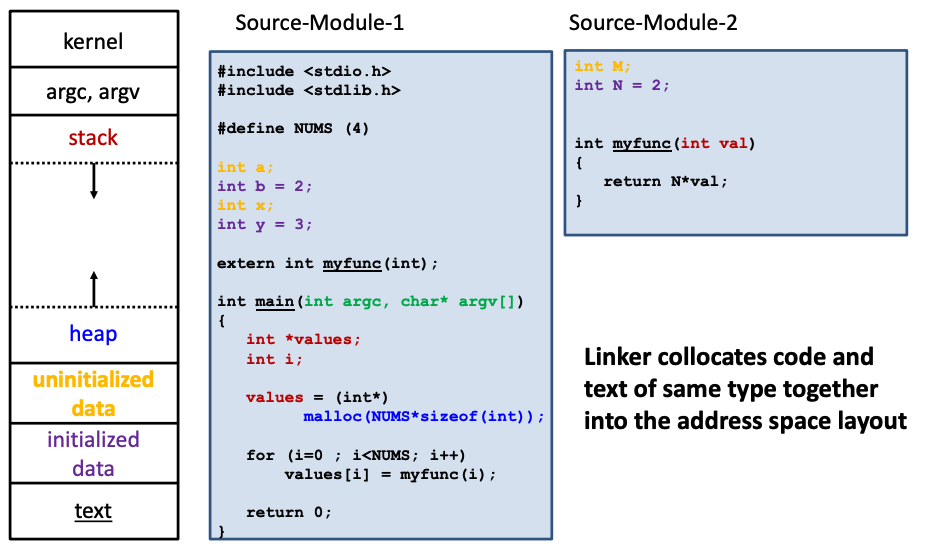 kernel
argc, argv
stack
heap
uninitialized
data
initialized
data
text
Source-Module-1
#include <stdio.h>
#include <stdlib.h>
#define NUMS (4)
int a;
int b = 2;
int x;
int y = 3;
extern int myfunc(int);
int main(int argc, char* argv[])
{
int *values;
int i;
values = (int*)
malloc(NUMS*sizeof(int));
for (i=0 ; i<NUMS; i++)
values[i] = myfunc(i);
return 0;
}
Source-Module-2
int M;
int N = 2;
int myfunc(int val)
{
return N*val;
}
Linker collocates code and
text of same type together
into the address space layout